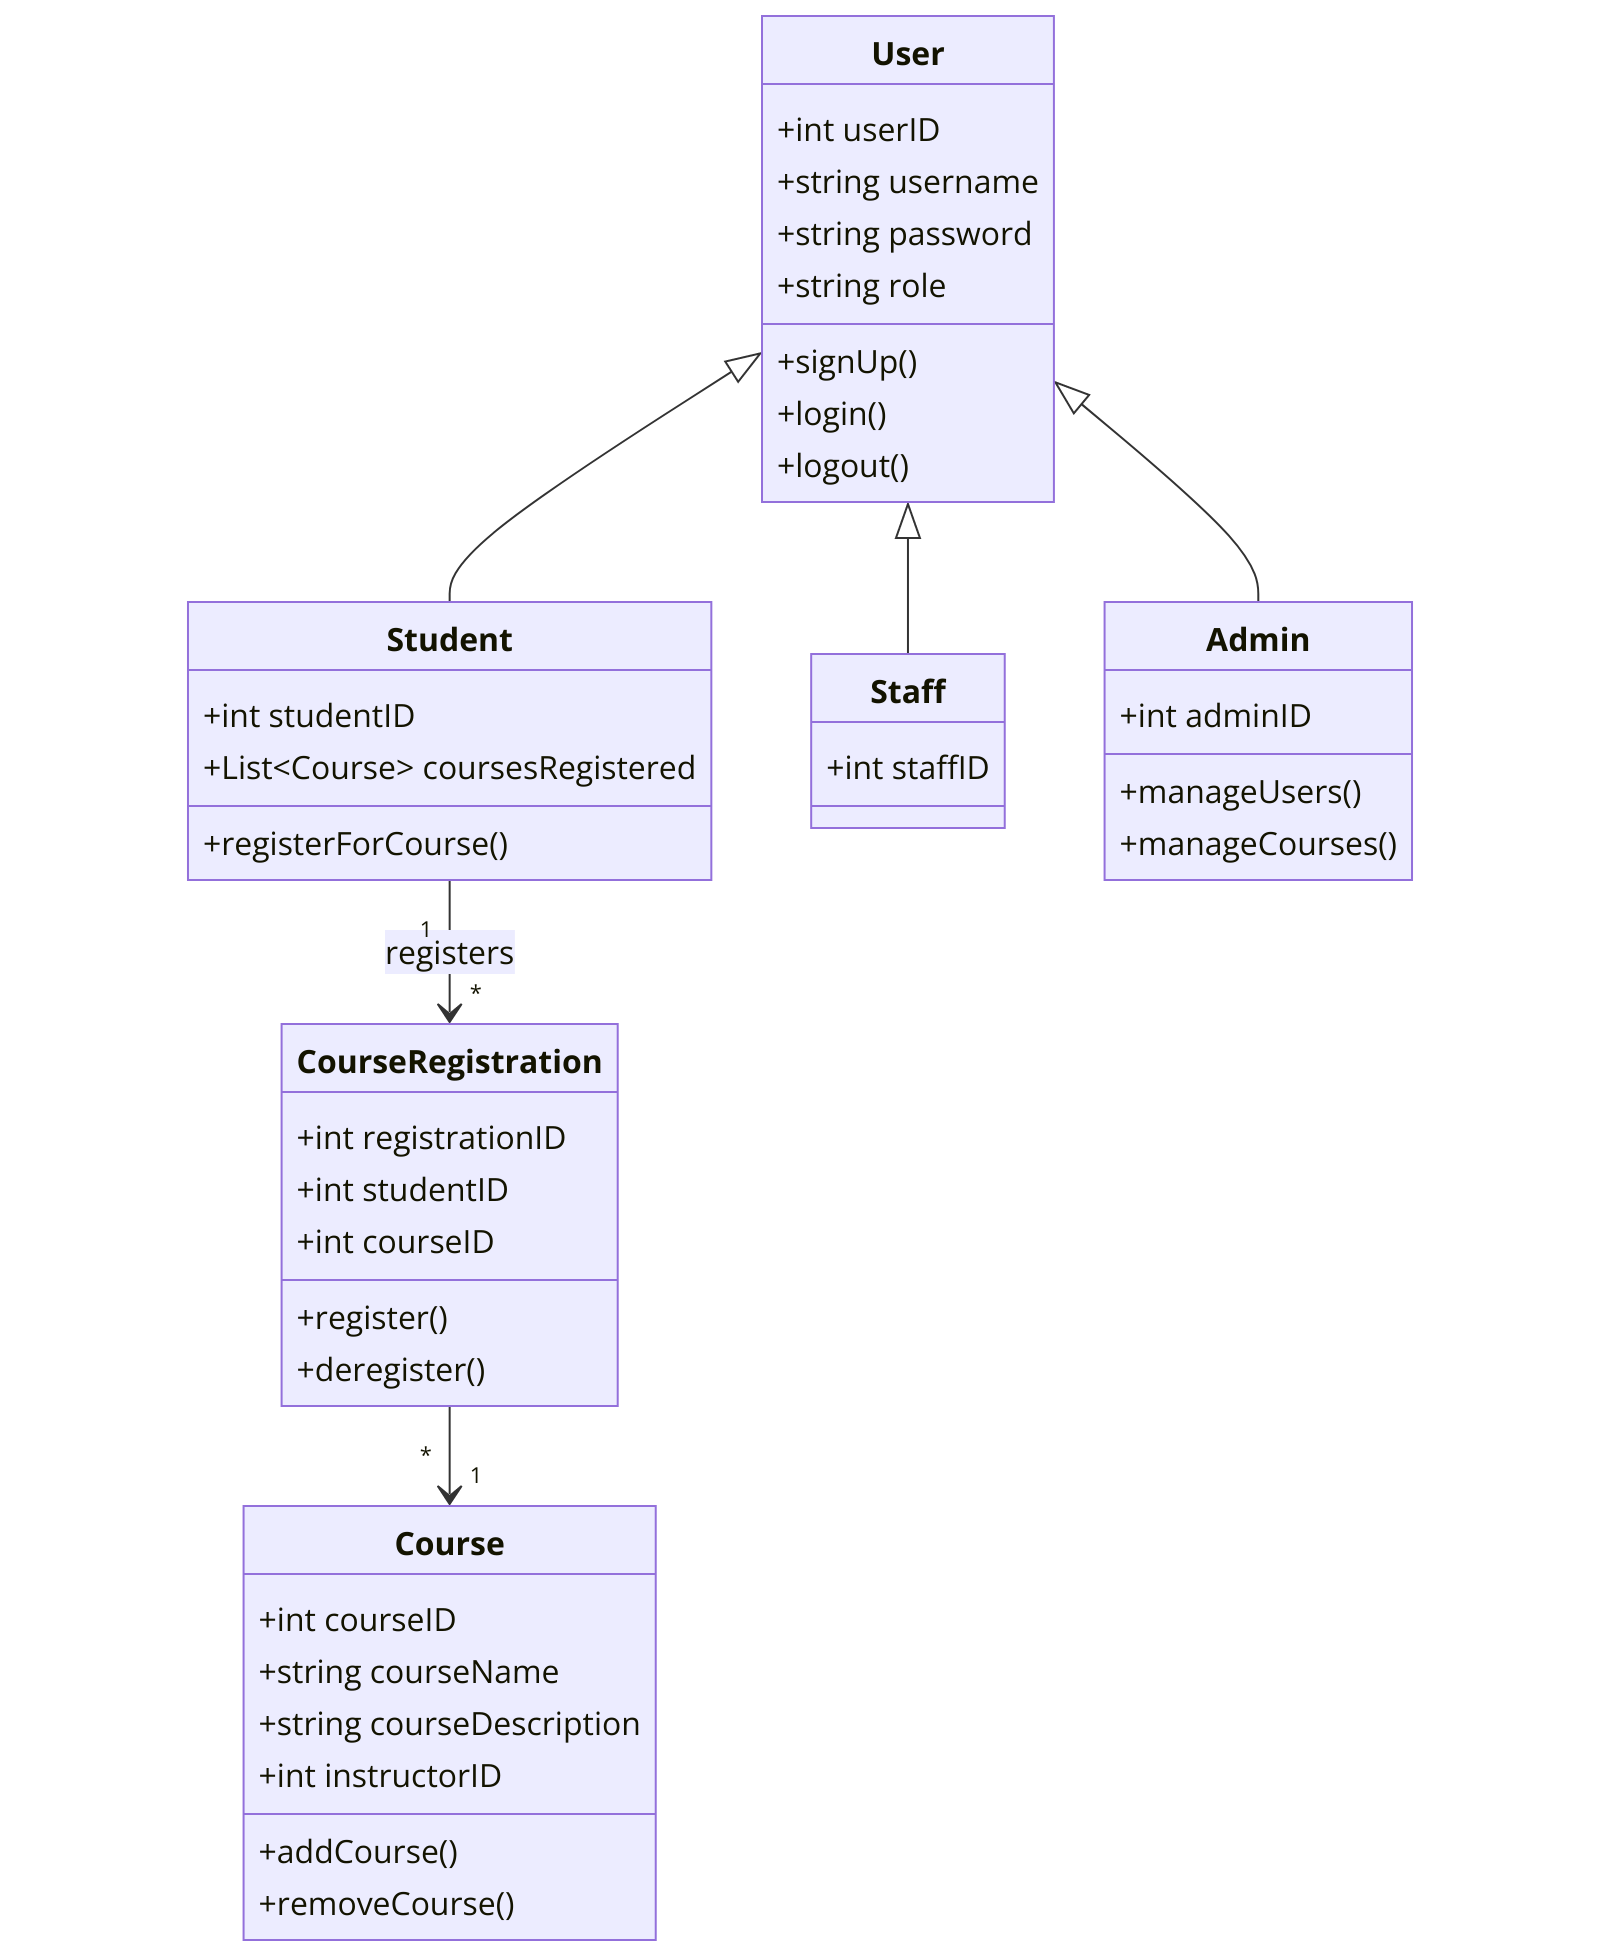 User
+int userID
+string username
+string password
+string role
+signUp()
+login()
+logout()
Student
+int studentID
+List<Course> coursesRegistered
+registerForCourse()
Staff
+int staffID
Admin
+int adminID
+manageUsers()
+manageCourses()
1
registers
*
CourseRegistration
+int registrationID
+int studentID
+int courseID
+register()
+deregister()
*
1
Course
+int courseID
+string courseName
+string courseDescription
+int instructorID
+addCourse()
+removeCourse()